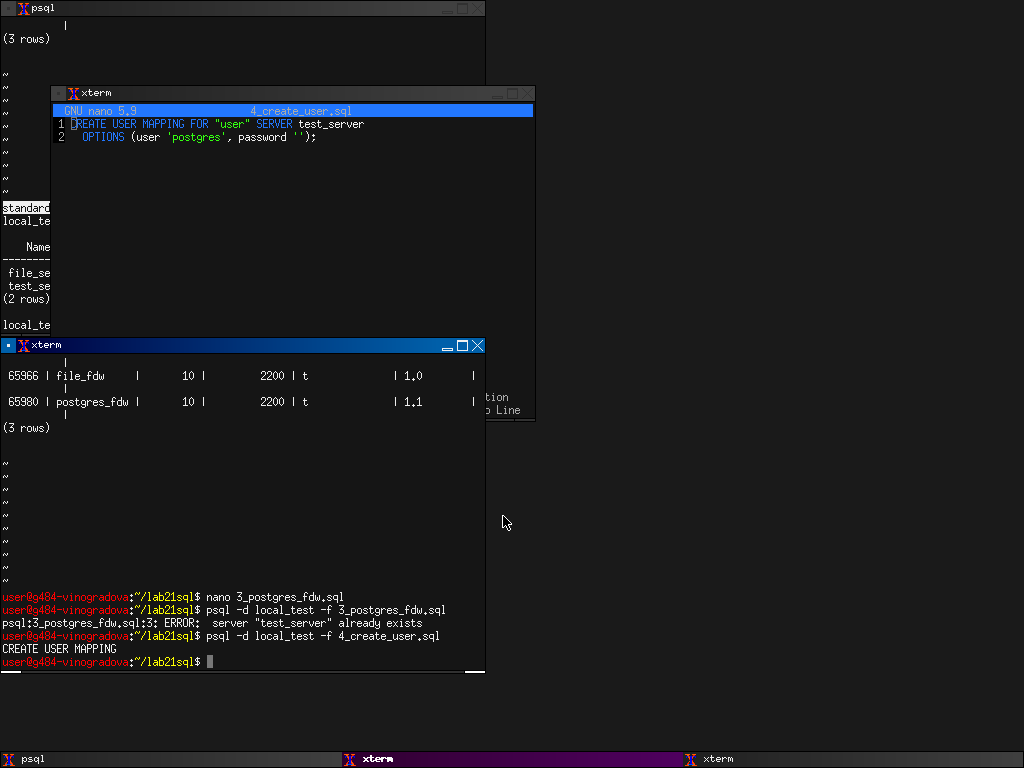 psql
|
(3 rows)
~
~
~
~
~
~
~
~
~
~
standard
local_te
Name
--------
file_se
test_se
(2 rows)
local_te
xterm
GNU nano 5.9 4_create_user.sql
1 CREATE USER MAPPING FOR "user" SERVER test_server
2 OPTIONS (user 'postgres', password '');
tion
o Line
xterm
|
65966 | file_fdw | 10 | 2200 | t | 1.0 |
|
65980 | postgres_fdw | 10 | 2200 | t | 1.1 |
|
(3 rows)
~
~
~
~
~
~
~
~
~
~
user@g484-vinogradova:~/lab21sql$ nano 3_postgres_fdw.sql
user@g484-vinogradova:~/lab21sql$ psql -d local_test -f 3_postgres_fdw.sql
psql:3_postgres_fdw.sql:3: ERROR:  server "test_server" already exists
user@g484-vinogradova:~/lab21sql$ psql -d local_test -f 4_create_user.sql
CREATE USER MAPPING
user@g484-vinogradova:~/lab21sql$
psql
xterm
xterm